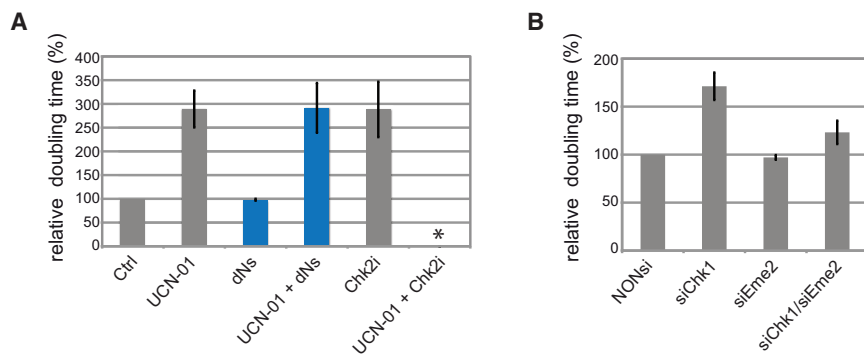 A
relative doubling time (%)
400
350
300
250
200
150
100
50
0
*
Ctrl
UCN-01
dNs
UCN-01 + dNs
Chk2i
UCN-01 + Chk2i
B
relative doubling time (%)
200
150
100
50
0
NONsi
siChk1
siEme2
siChk1/siEme2